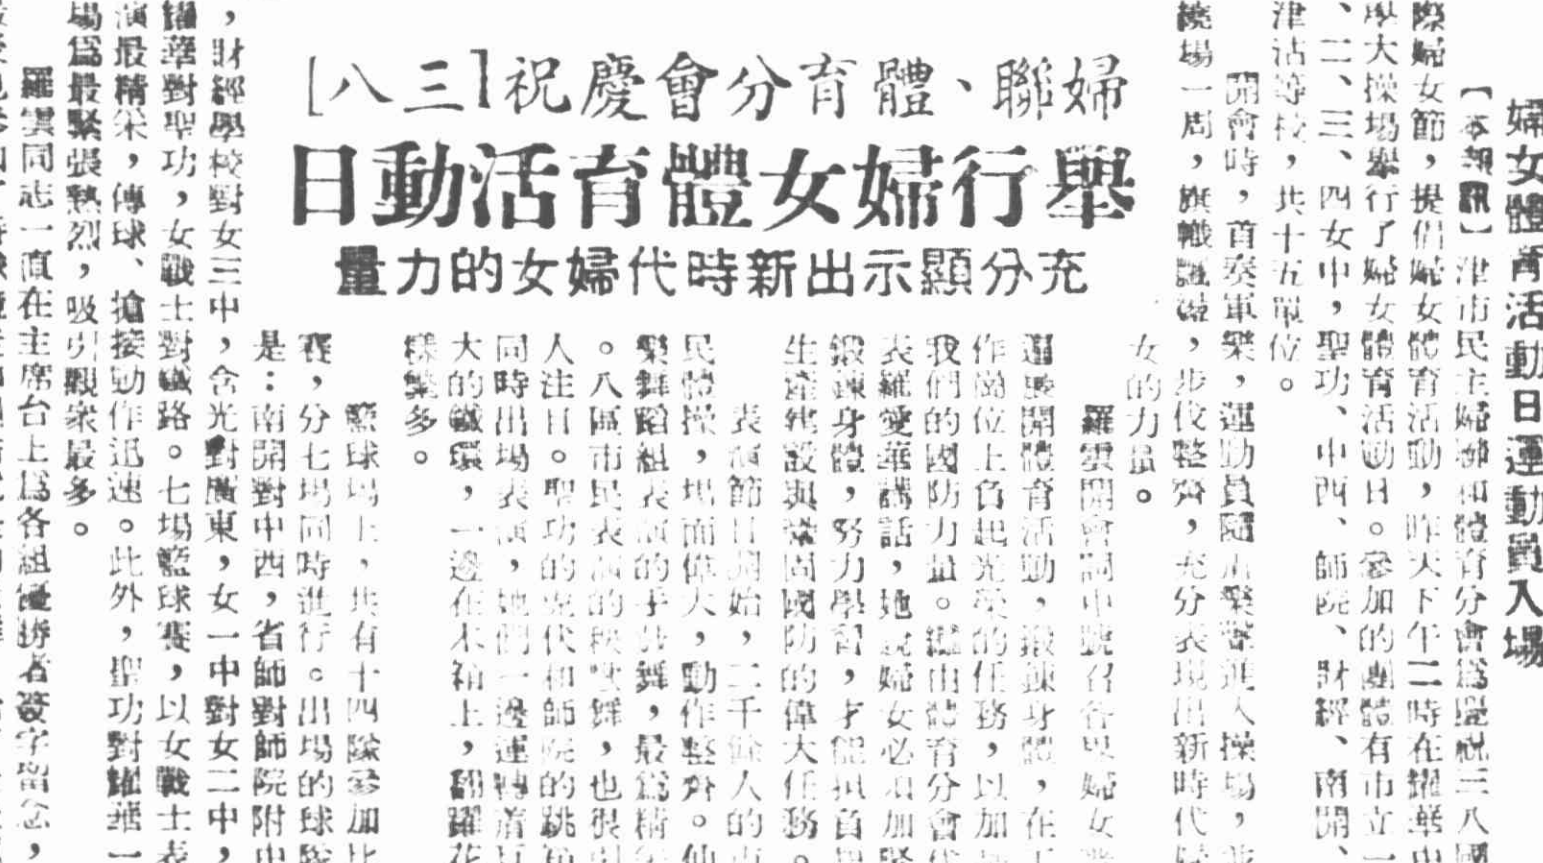 婦聯、體育分會慶祝「三八」
舉行婦女體育活動日
充分顯示出新時代婦女的力量
婦女體育活動日運動員入場
【本報訊】津市民主婦聯和體育分會爲慶祝三八國
際婦女節，提倡婦女體育活動，昨天下午二時在耀華中
學大操場舉行了婦女體育活動日。參加的團體有市立一
、二、三、四女中，聖功、中西、師院、財經、南開、
津沽等校，共十五單位。
開會時，首奏軍樂，運動員隨着樂聲進入操場，並
繞場一周，旗幟，步伐整齊，充分表現出新時代婦
女的力量。
羅雲開會詞中號召各界婦女
開體育活動，鍛鍊身體，在工
作崗位上負起光榮的任務，以加
我們的國防力量。繼由體育分會代
表羅愛華講話，她說婦女必須加緊
鍛鍊身體，努力學習，才能担負起
生產建設與鞏固國防的偉大任務。
表演節目開始，二千餘人的市
民體操，場面偉大，動作整齊。仙
樂舞蹈組表演的手鼓舞，最爲精
。八區市民表演的秧歌舞，也很引
人注目。聖功的代和師院的跳箱
同時出場表演，她們一邊運轉着巨
大的鐵環，一邊在木箱上，翻躍花
樣繁多。
籃球場上，共有十四隊參加比
賽，分七場同時進行。出場的球隊
是：南開對中西，省師對師院附中
，財經學校對女三中，含光對廣東，女一中對女二中，
耀華對聖功，女戰士對鐵路。七場籃球賽，以女戰士表
演最精采，傳球、搶接動作迅速。此外，聖功對耀華一
場爲最緊張熱烈，吸引觀衆最多。
羅雲同志一直在主席台上爲各組優勝者簽字留念，